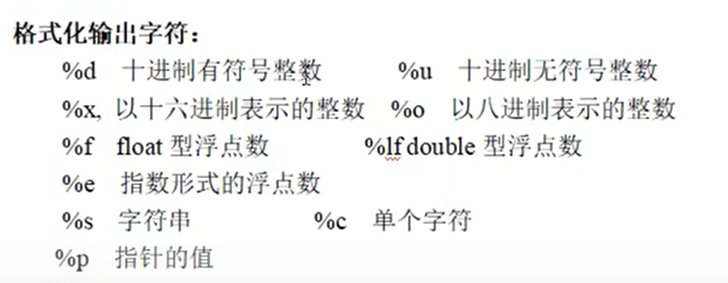 格式化输出字符：
%d 十进制有符号整数 %u 十进制无符号整数
%x, 以十六进制表示的整数 %o 以八进制表示的整数
%f float 型浮点数 %lf double 型浮点数
%e 指数形式的浮点数
%s 字符串 %c 单个字符
%p 指针的值